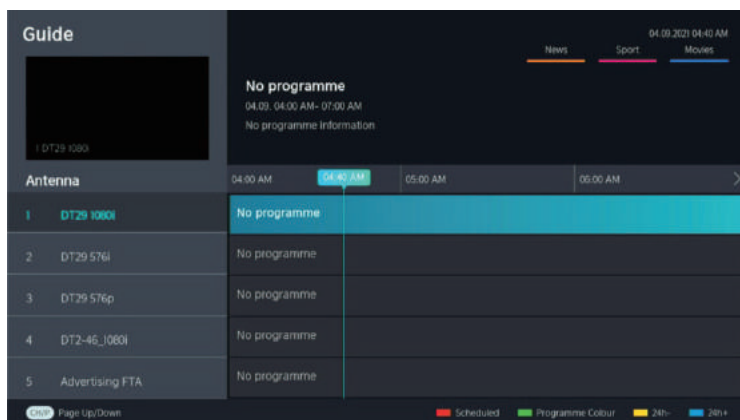 Guide
04.09.2021 04:40 AM
News Sport Movies
No programme
04.09. 04:00 AM- 07:00 AM
No programme information
1 DT29 1080i
Antenna
04:00 AM 04:40 AM 05:00 AM 06:00 AM
1 DT29 1080i No programme
2 DT29 576i No programme
3 DT29 576p No programme
4 DT2-46_1080i No programme
5 Advertising FTA No programme
CH/P Page Up/Down Scheduled Programme Colour 24h- 24h+